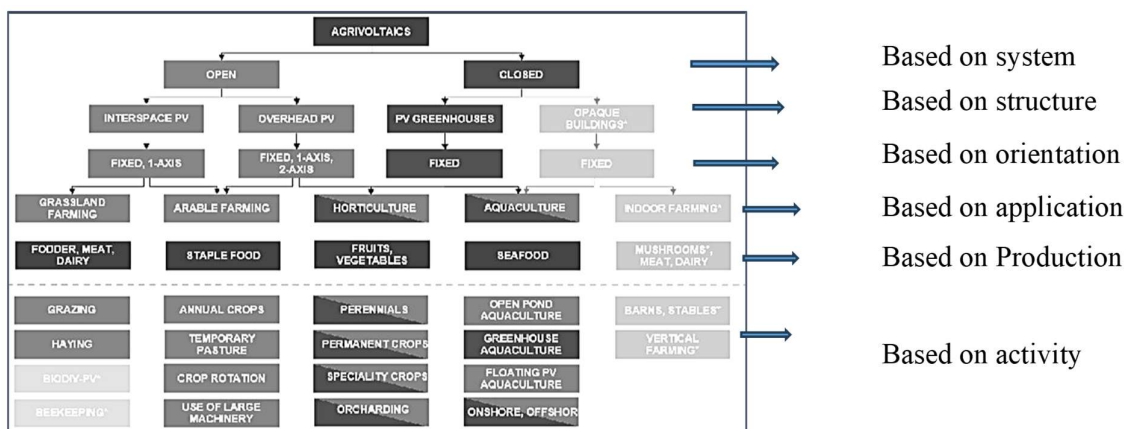 AGRIVOLTAICS
OPEN
CLOSED
Based on system
INTERSPACE PV
OVERHEAD PV
PV GREENHOUSES
OPAQUE
BUILDINGS*
Based on structure
FIXED, 1-AXIS
FIXED, 1-AXIS,
2-AXIS
FIXED
FIXED
Based on orientation
GRASSLAND
FARMING
ARABLE FARMING
HORTICULTURE
AQUACULTURE
INDOOR FARMING*
Based on application
FODDER, MEAT,
DAIRY
STAPLE FOOD
FRUITS,
VEGETABLES
SEAFOOD
MUSHROOMS*,
MEAT, DAIRY
Based on Production
GRAZING
ANNUAL CROPS
PERENNIALS
OPEN POND
AQUACULTURE
BARNS, STABLES*
HAYING
TEMPORARY
PASTURE
PERMANENT CROPS
GREENHOUSE
AQUACULTURE
VERTICAL
FARMING*
Based on activity
BIODIV-PV*
CROP ROTATION
SPECIALITY CROPS
FLOATING PV
AQUACULTURE
BEEKEEPING*
USE OF LARGE
MACHINERY
ORCHARDING
ONSHORE, OFFSHOR